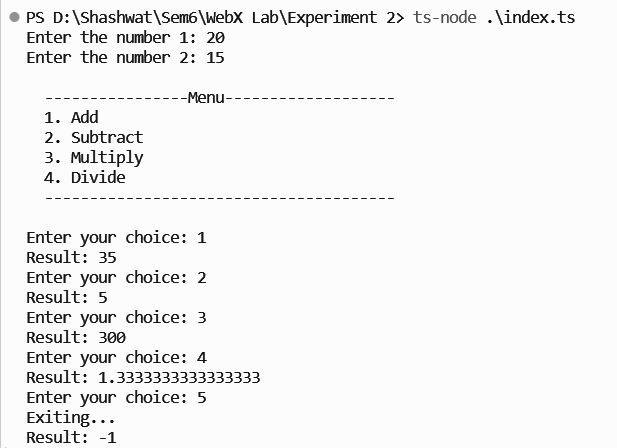 PS D:\Shashwat\Sem6\WebX Lab\Experiment 2> ts-node .\index.ts
Enter the number 1: 20
Enter the number 2: 15
----------------Menu-------------------
1. Add
2. Subtract
3. Multiply
4. Divide
---------------------------------------
Enter your choice: 1
Result: 35
Enter your choice: 2
Result: 5
Enter your choice: 3
Result: 300
Enter your choice: 4
Result: 1.3333333333333333
Enter your choice: 5
Exiting...
Result: -1